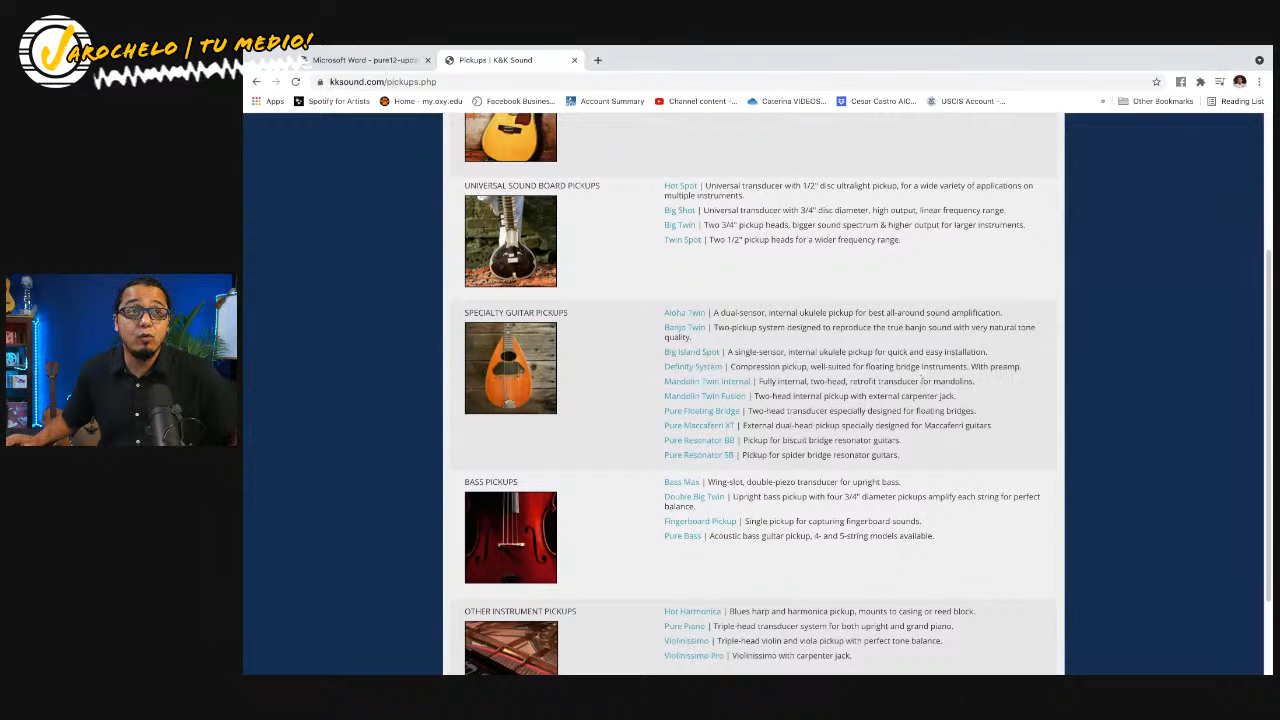 JAROCHELO | TU MEDIO!
Microsoft Word - pure12-upda
Pickups | K&K Sound
kksound.com/pickups.php
Apps
Spotify for Artists
Home - my.oxy.edu
Facebook Busines...
Account Summary
Channel content -...
Caterina VIDEOS...
Cesar Castro AIC...
USCIS Account -...
»
Other Bookmarks
Reading List
UNIVERSAL SOUND BOARD PICKUPS
Hot Spot | Universal transducer with 1/2" disc ultralight pickup, for a wide variety of applications on
multiple instruments.
Big Shot | Universal transducer with 3/4" disc diameter, high output, linear frequency range.
Big Twin | Two 3/4" pickup heads, bigger sound spectrum & higher output for larger instruments.
Twin Spot | Two 1/2" pickup heads for a wider frequency range.
SPECIALTY GUITAR PICKUPS
Aloha Twin | A dual-sensor, internal ukulele pickup for best all-around sound amplification.
Banjo Twin | Two-pickup system designed to reproduce the true banjo sound with very natural tone
quality.
Big Island Spot | A single-sensor, internal ukulele pickup for quick and easy installation.
Definity System | Compression pickup, well-suited for floating bridge instruments. With preamp.
Mandolin Twin Internal | Fully internal, two-head, retrofit transducer for mandolins.
Mandolin Twin Fusion | Two-head internal pickup with external carpenter jack.
Pure Floating Bridge | Two-head transducer especially designed for floating bridges.
Pure Maccaferri XT | External dual-head pickup specially designed for Maccaferri guitars
Pure Resonator BB | Pickup for biscuit bridge resonator guitars.
Pure Resonator SB | Pickup for spider bridge resonator guitars.
BASS PICKUPS
Bass Max | Wing-slot, double-piezo transducer for upright bass.
Double Big Twin | Upright bass pickup with four 3/4" diameter pickups amplify each string for perfect
balance.
Fingerboard Pickup | Single pickup for capturing fingerboard sounds.
Pure Bass | Acoustic bass guitar pickup, 4- and 5-string models available.
OTHER INSTRUMENT PICKUPS
Hot Harmonica | Blues harp and harmonica pickup, mounts to casing or reed block.
Pure Piano | Triple-head transducer system for both upright and grand piano.
Violinissimo | Triple-head violin and viola pickup with perfect tone balance.
Violinissimo Pro | Violinissimo with carpenter jack.